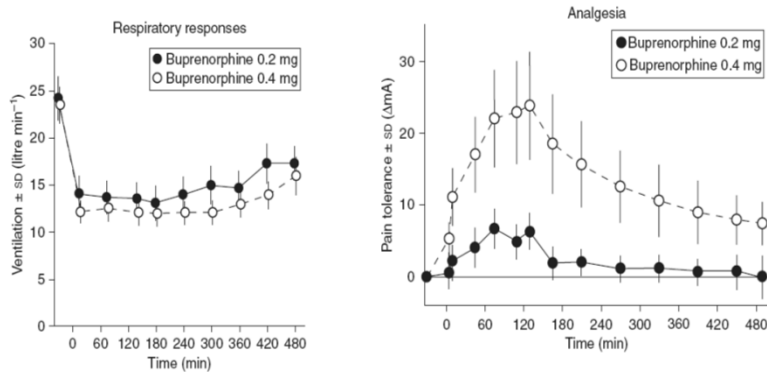 Respiratory responses
Buprenorphine 0.2 mg
Buprenorphine 0.4 mg
Ventilation ± SD (litre min⁻¹)
30
25
20
15
10
5
0
0 60 120 180 240 300 360 420 480
Time (min)
Analgesia
Buprenorphine 0.2 mg
Buprenorphine 0.4 mg
Pain tolerance ± SD (ΔmA)
30
20
10
0
0 60 120 180 240 300 360 420 480
Time (min)